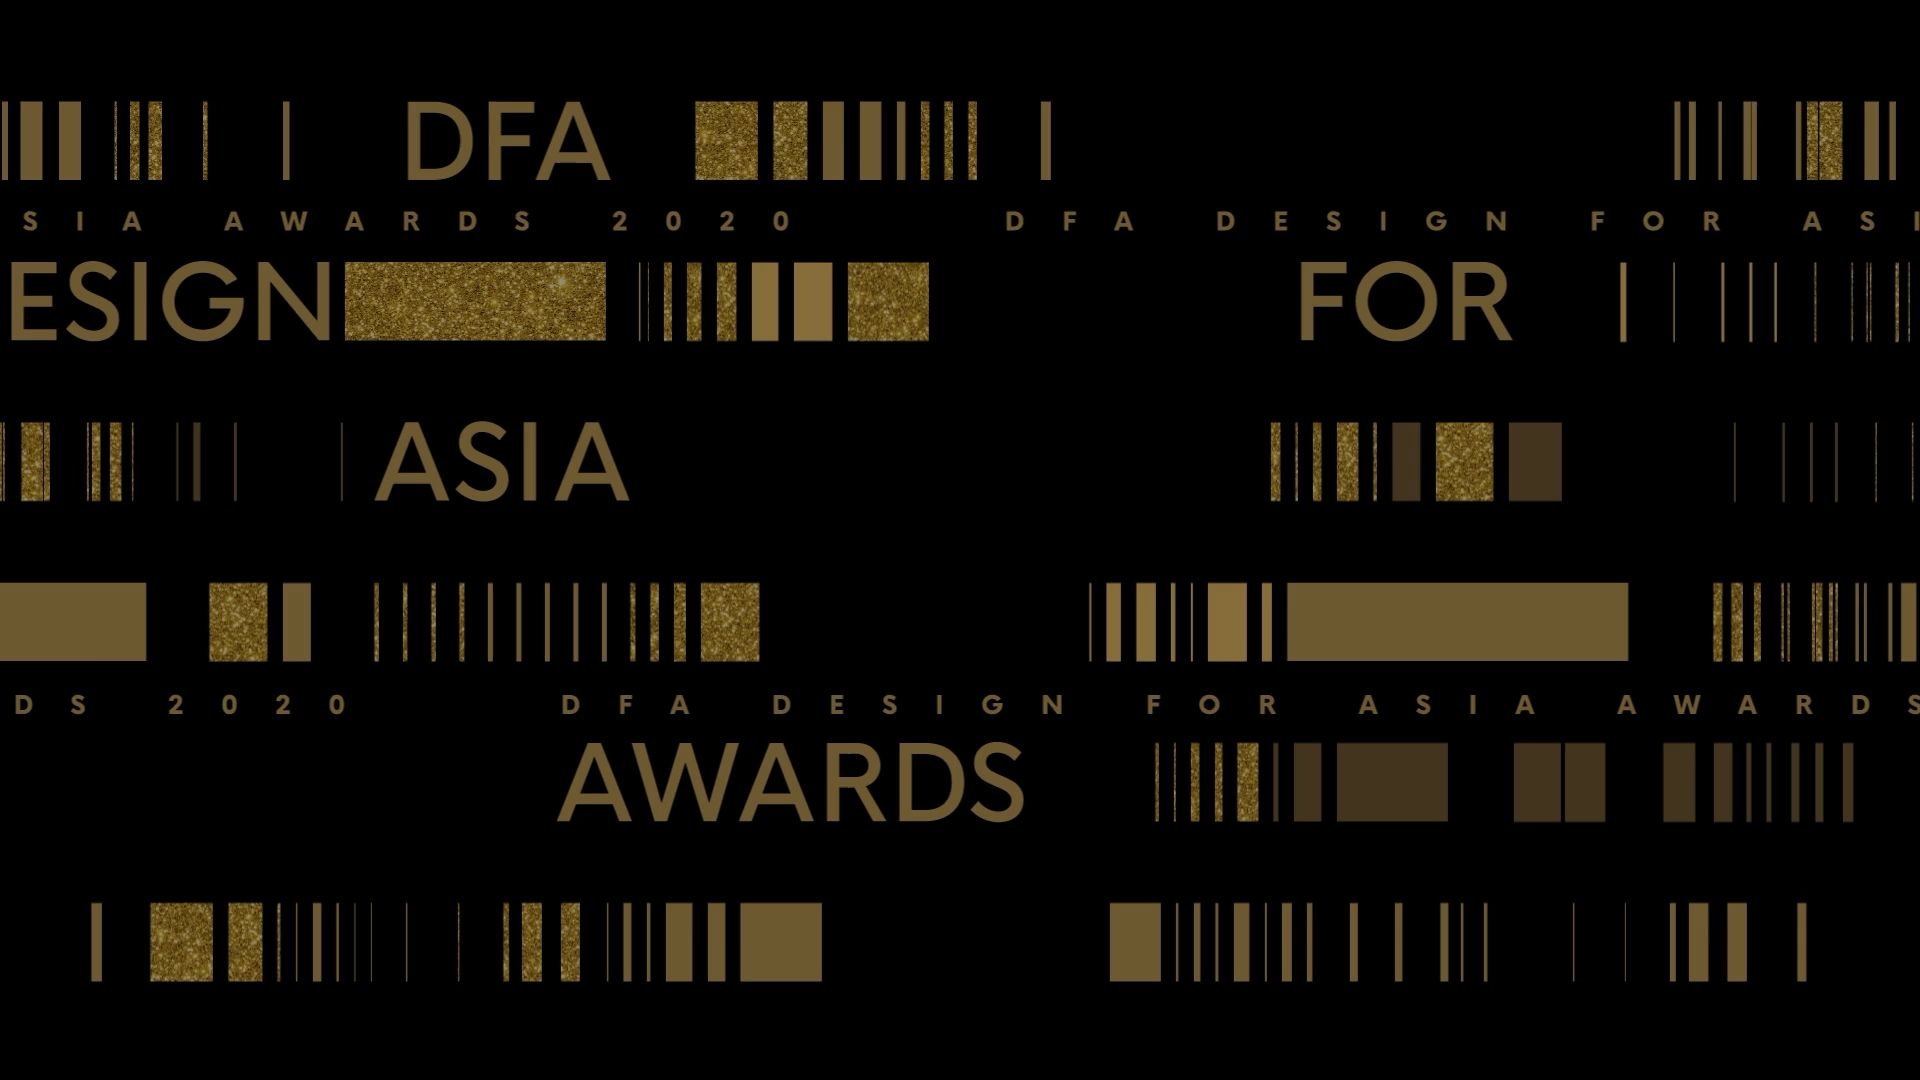 DFA
SIA AWARDS 2020 DFA DESIGN FOR ASI
ESIGN FOR
ASIA
DS 2020 DFA DESIGN FOR ASIA AWARDS
AWARDS